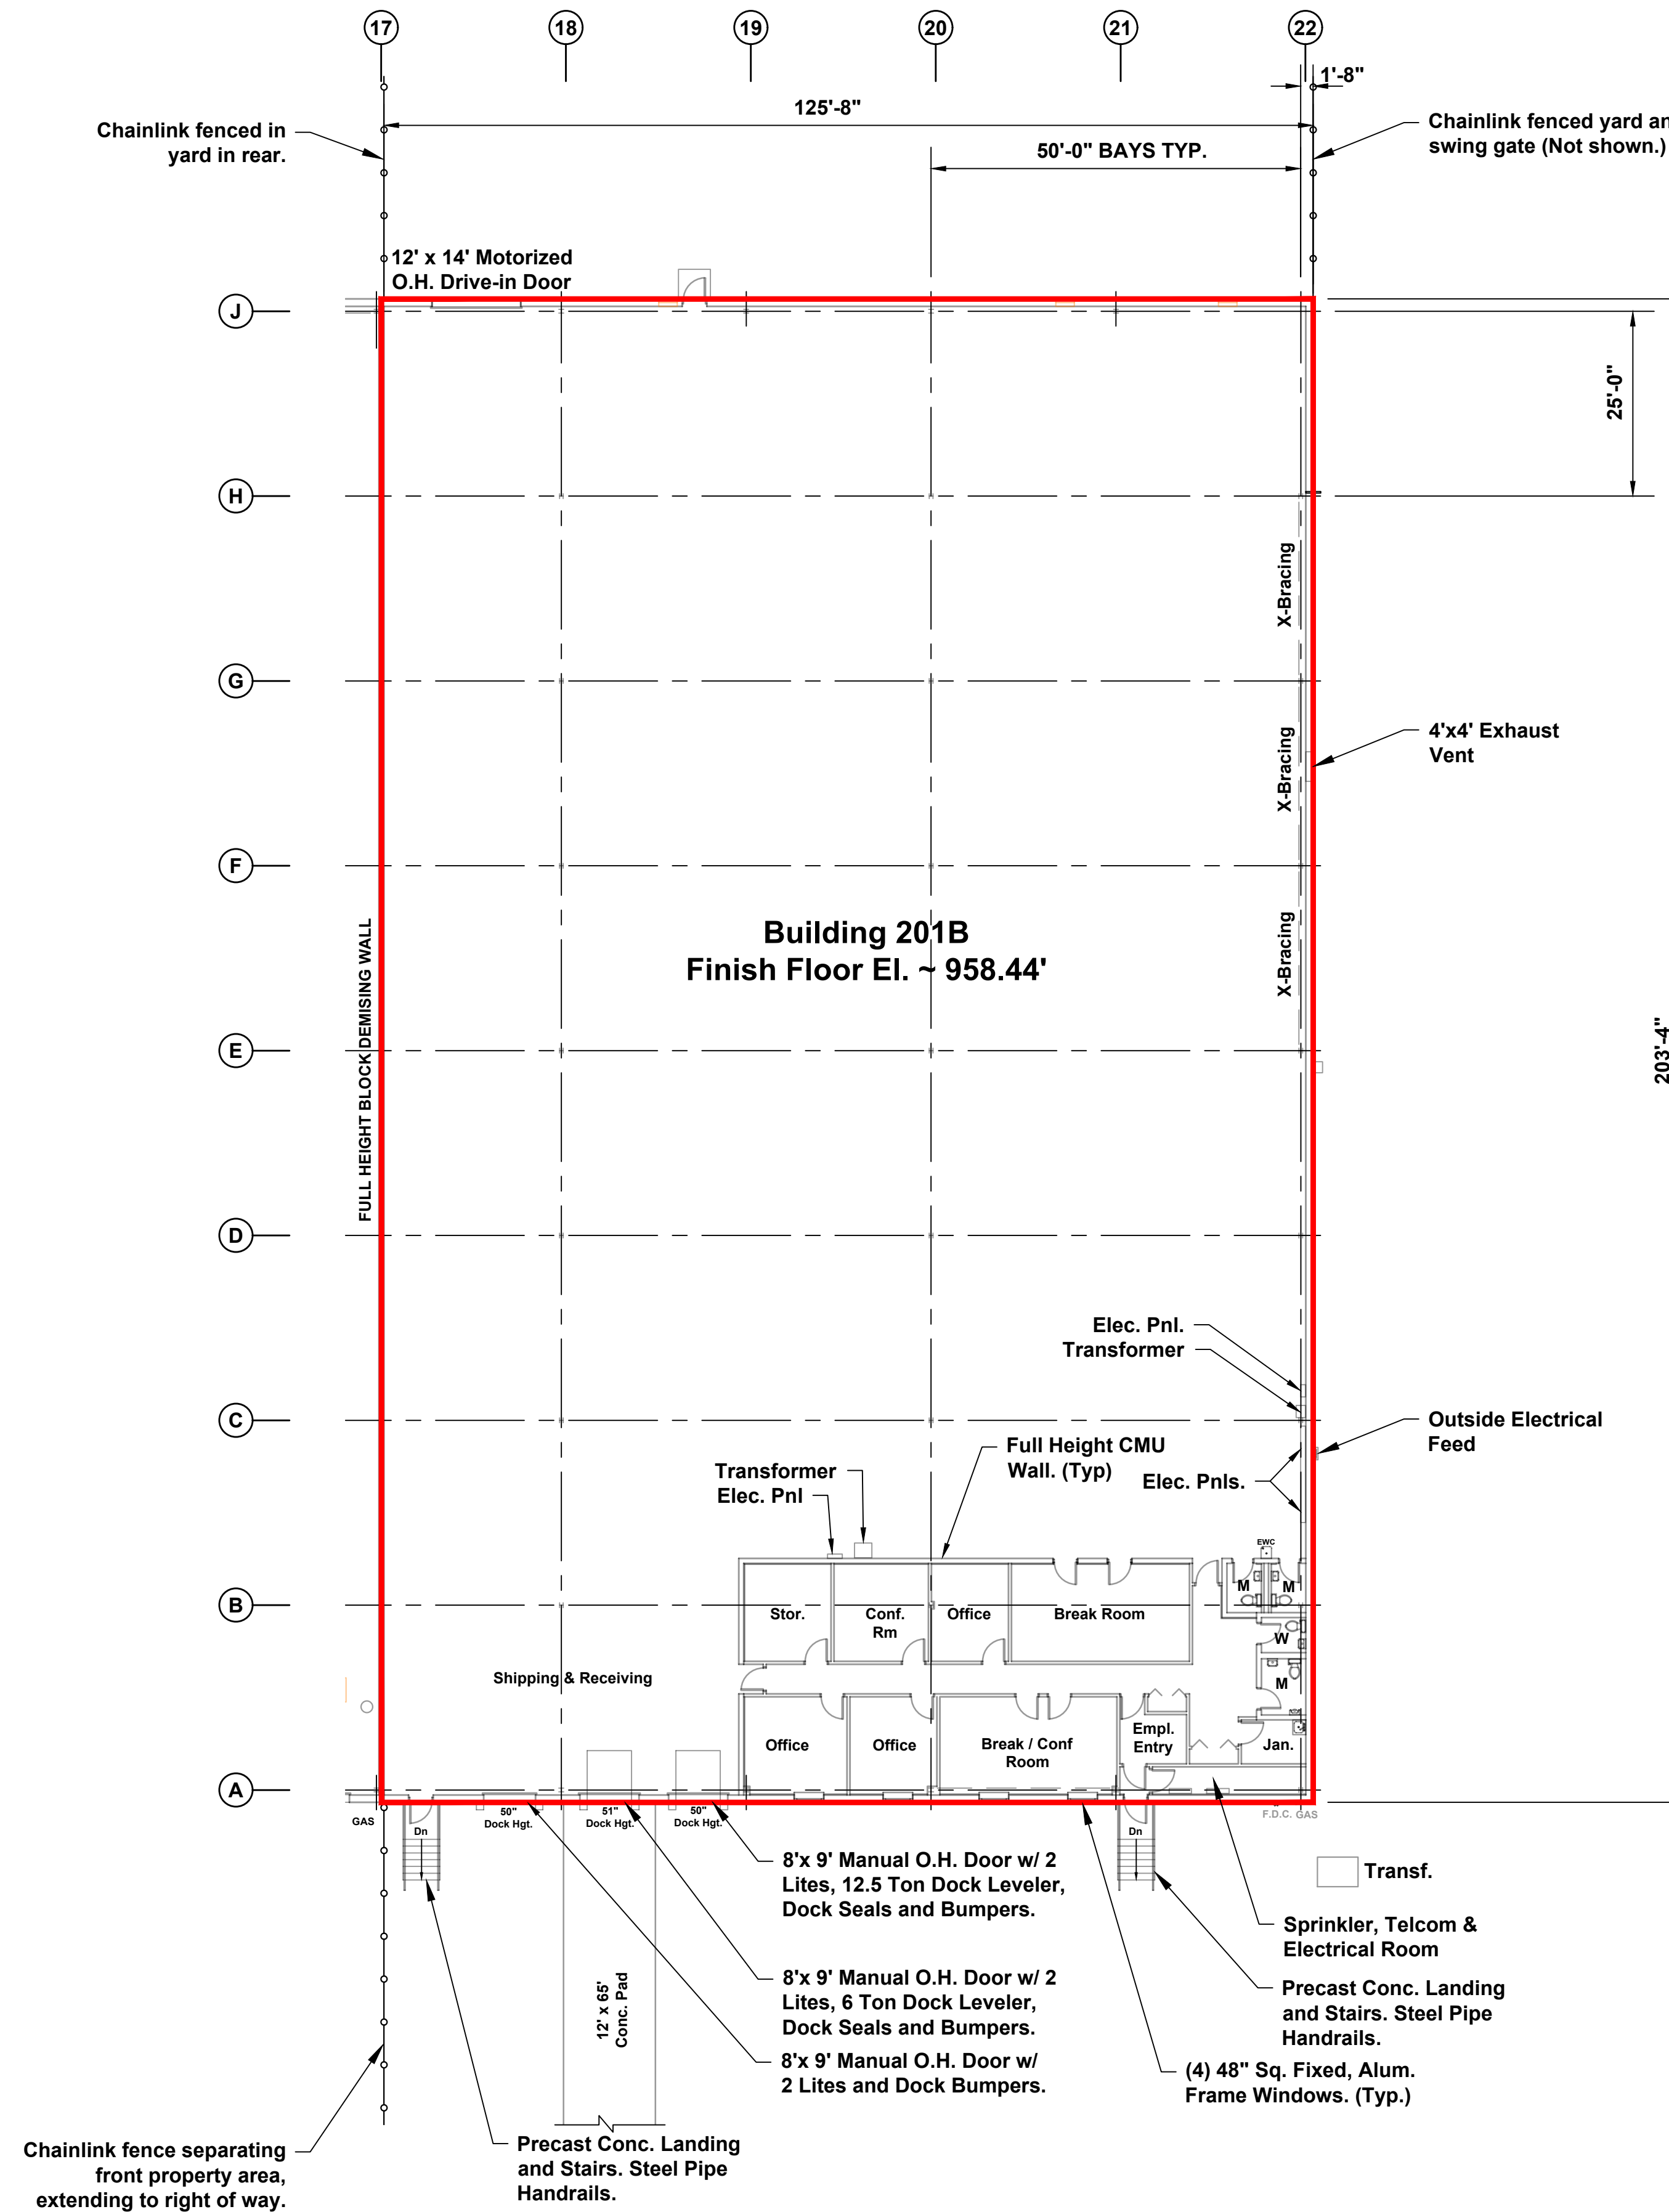 17
18
19
20
21
22
1'-8"
125'-8"
50'-0" BAYS TYP.
Chainlink fenced in
yard in rear.
Chainlink fenced yard an
swing gate (Not shown.)
12' x 14' Motorized
O.H. Drive-in Door
J
25'-0"
H
X-Bracing
G
4'x4' Exhaust
Vent
X-Bracing
F
Building 201B
Finish Floor El. ~ 958.44'
X-Bracing
FULL HEIGHT BLOCK DEMISING WALL
E
203'-4"
D
Elec. Pnl.
Transformer
C
Outside Electrical
Feed
Full Height CMU
Wall. (Typ)
Transformer
Elec. Pnl
Elec. Pnls.
EWC
M
M
B
Stor.
Conf.
Rm
Office
Break Room
W
Shipping & Receiving
M
Office
Office
Break / Conf
Room
Empl.
Entry
Jan.
A
GAS
Dn
50"
Dock Hgt.
51"
Dock Hgt.
50"
Dock Hgt.
Dn
F.D.C. GAS
8'x 9' Manual O.H. Door w/ 2
Lites, 12.5 Ton Dock Leveler,
Dock Seals and Bumpers.
Transf.
Sprinkler, Telcom &
Electrical Room
8'x 9' Manual O.H. Door w/ 2
Lites, 6 Ton Dock Leveler,
Dock Seals and Bumpers.
Precast Conc. Landing
and Stairs. Steel Pipe
Handrails.
12' x 65'
Conc. Pad
8'x 9' Manual O.H. Door w/
2 Lites and Dock Bumpers.
(4) 48" Sq. Fixed, Alum.
Frame Windows. (Typ.)
Chainlink fence separating
front property area,
extending to right of way.
Precast Conc. Landing
and Stairs. Steel Pipe
Handrails.